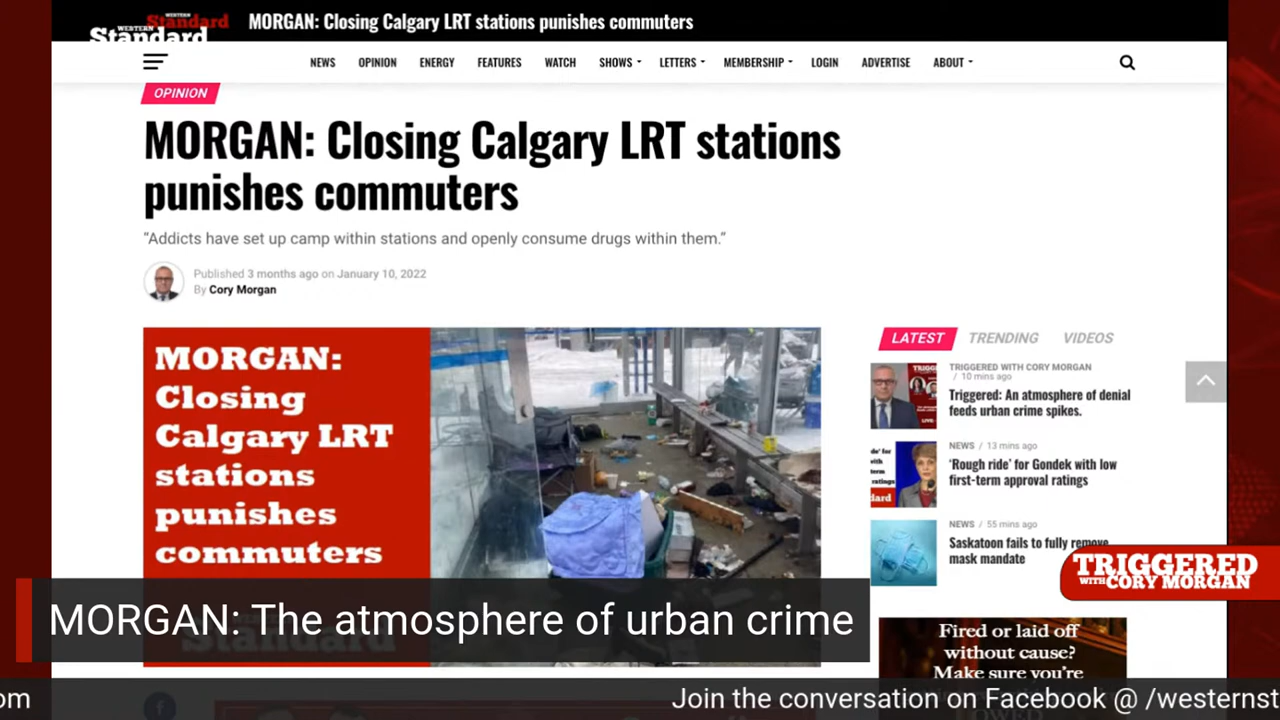 WESTERN
Standard
WESTERN
Standard
MORGAN: Closing Calgary LRT stations punishes commuters
NEWS OPINION ENERGY FEATURES WATCH SHOWS LETTERS MEMBERSHIP LOGIN ADVERTISE ABOUT
OPINION
MORGAN: Closing Calgary LRT stations
punishes commuters
“Addicts have set up camp within stations and openly consume drugs within them.”
Published 3 months ago on January 10, 2022
By Cory Morgan
MORGAN:
Closing
Calgary LRT
stations
punishes
commuters
LATEST TRENDING VIDEOS
TRIGGERED WITH CORY MORGAN
/ 10 mins ago
Triggered: An atmosphere of denial
feeds urban crime spikes.
NEWS / 13 mins ago
‘Rough ride’ for Gondek with low
first-term approval ratings
NEWS / 55 mins ago
Saskatoon fails to fully remove
mask mandate
TRIGGERED
WITH CORY MORGAN
Fired or laid off
without cause?
Make sure you’re
MORGAN: The atmosphere of urban crime
om
Join the conversation on Facebook @ /westernst